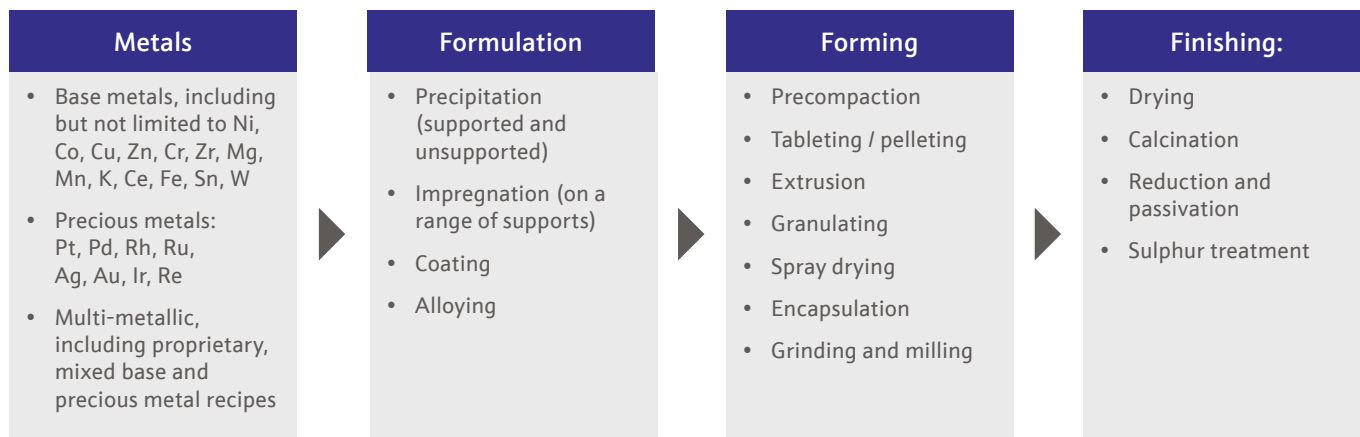 Metals
• Base metals, including
but not limited to Ni,
Co, Cu, Zn, Cr, Zr, Mg,
Mn, K, Ce, Fe, Sn, W
• Precious metals:
Pt, Pd, Rh, Ru,
Ag, Au, Ir, Re
• Multi-metallic,
including proprietary,
mixed base and
precious metal recipes
Formulation
• Precipitation
(supported and
unsupported)
• Impregnation (on a
range of supports)
• Coating
• Alloying
Forming
• Precompaction
• Tableting / pelleting
• Extrusion
• Granulating
• Spray drying
• Encapsulation
• Grinding and milling
Finishing:
• Drying
• Calcination
• Reduction and
passivation
• Sulphur treatment